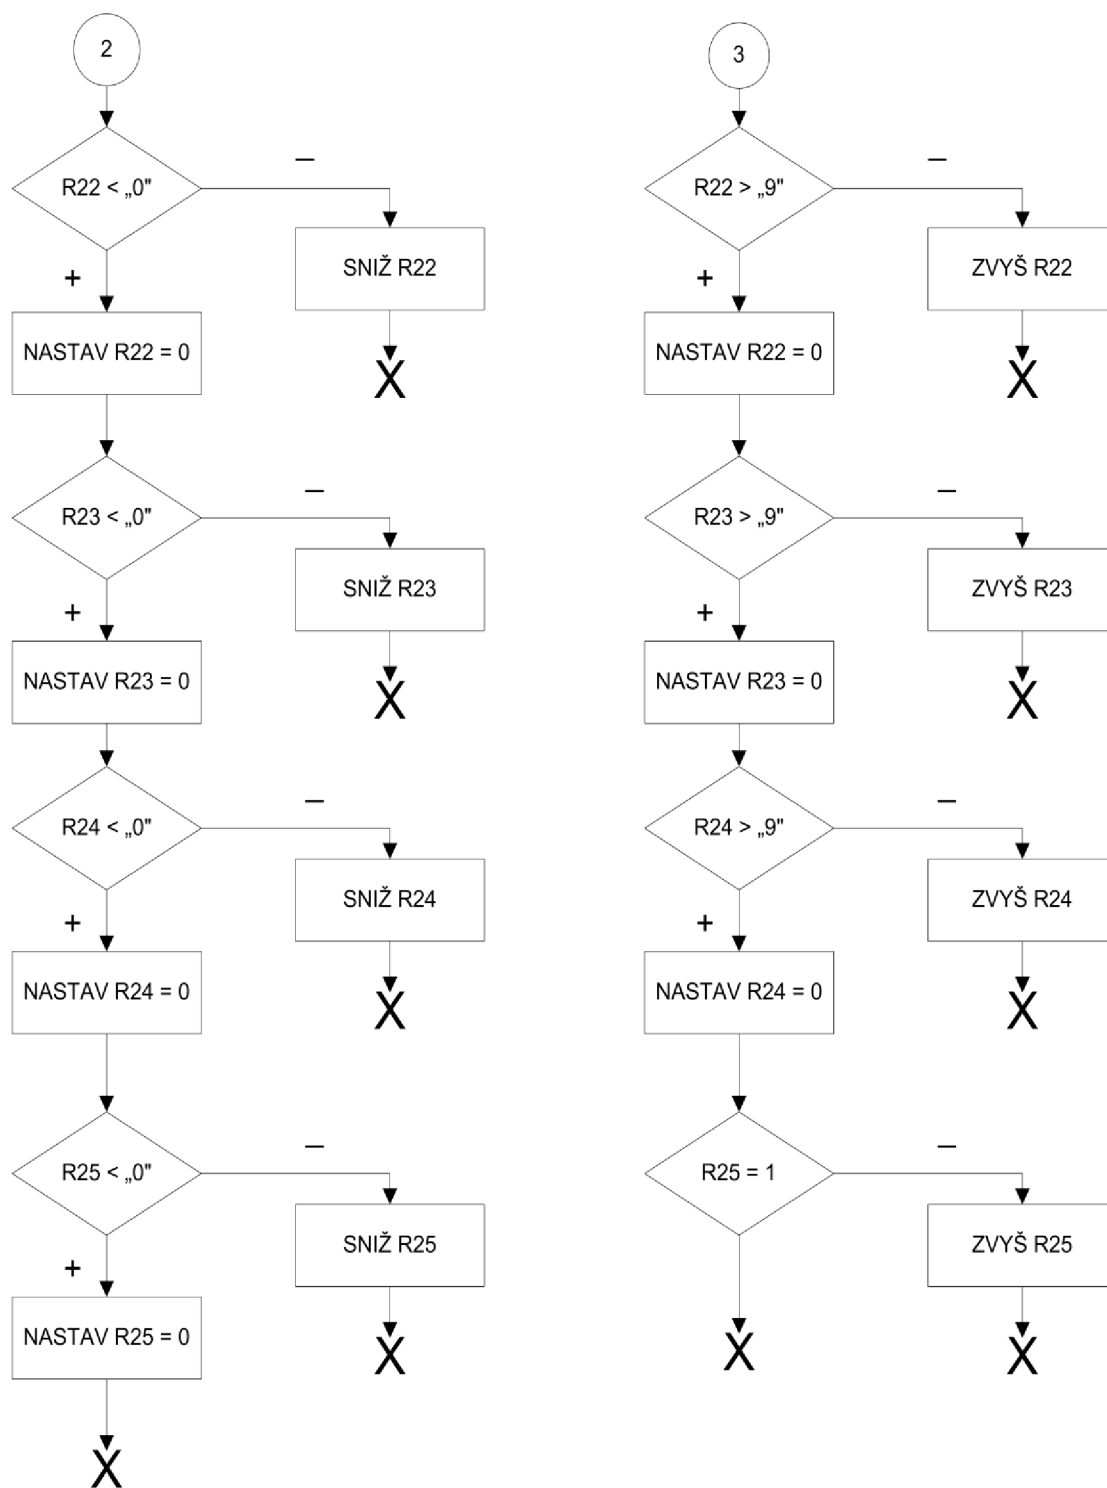 2
R22 < „0"
–
SNIŽ R22
+
X
NASTAV R22 = 0
R23 < „0"
–
SNIŽ R23
+
X
NASTAV R23 = 0
R24 < „0"
–
SNIŽ R24
+
X
NASTAV R24 = 0
R25 < „0"
–
SNIŽ R25
+
X
NASTAV R25 = 0
X
3
R22 > „9"
–
ZVYŠ R22
+
X
NASTAV R22 = 0
R23 > „9"
–
ZVYŠ R23
+
X
NASTAV R23 = 0
R24 > „9"
–
ZVYŠ R24
+
X
NASTAV R24 = 0
R25 = 1
–
ZVYŠ R25
X
X